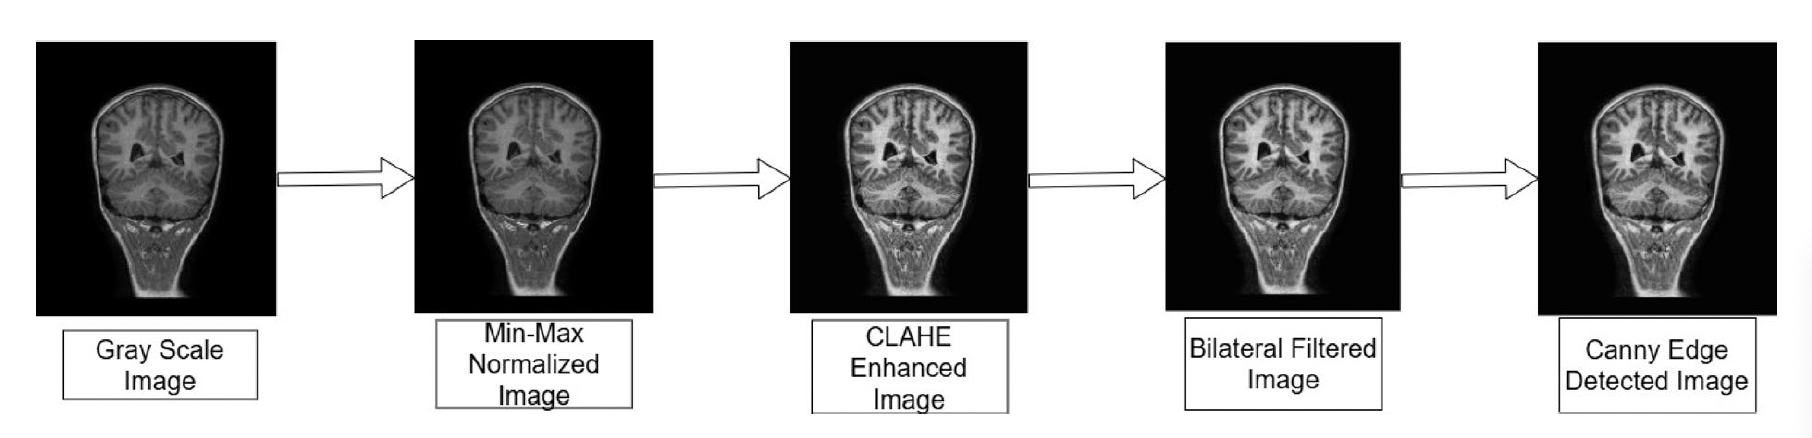 Gray Scale
Image
Min-Max
Normalized
Image
CLAHE
Enhanced
Image
Bilateral Filtered
Image
Canny Edge
Detected Image